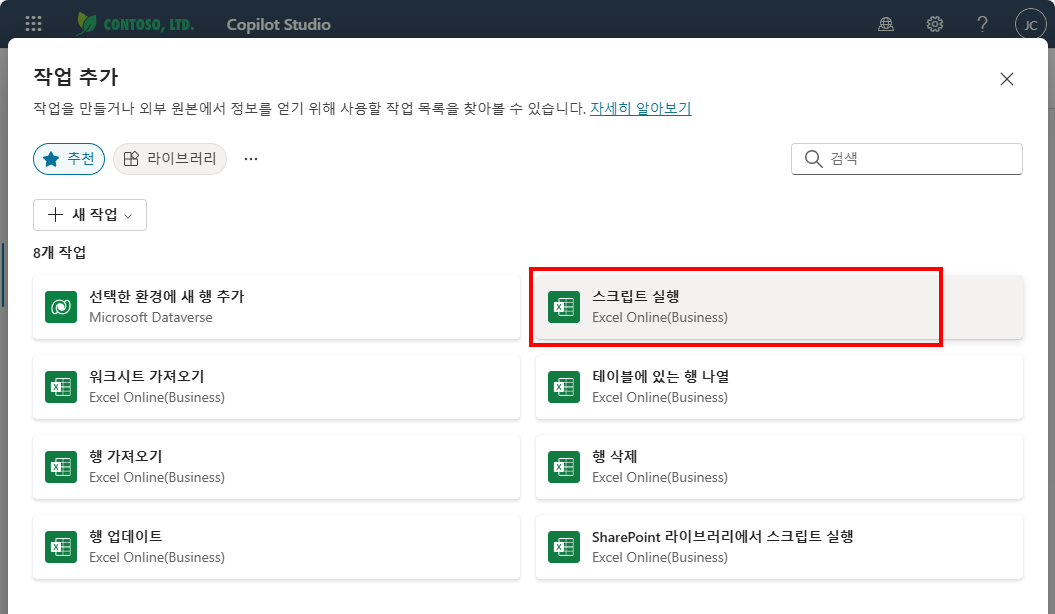 CONTOSO, LTD. Copilot Studio ? JC
작업 추가
작업을 만들거나 외부 원본에서 정보를 얻기 위해 사용할 작업 목록을 찾아볼 수 있습니다. 자세히 알아보기
추천 라이브러리 ... 검색
새 작업
8개 작업
선택한 환경에 새 행 추가
Microsoft Dataverse
스크립트 실행
Excel Online(Business)
워크시트 가져오기
Excel Online(Business)
테이블에 있는 행 나열
Excel Online(Business)
행 가져오기
Excel Online(Business)
행 삭제
Excel Online(Business)
행 업데이트
Excel Online(Business)
SharePoint 라이브러리에서 스크립트 실행
Excel Online(Business)